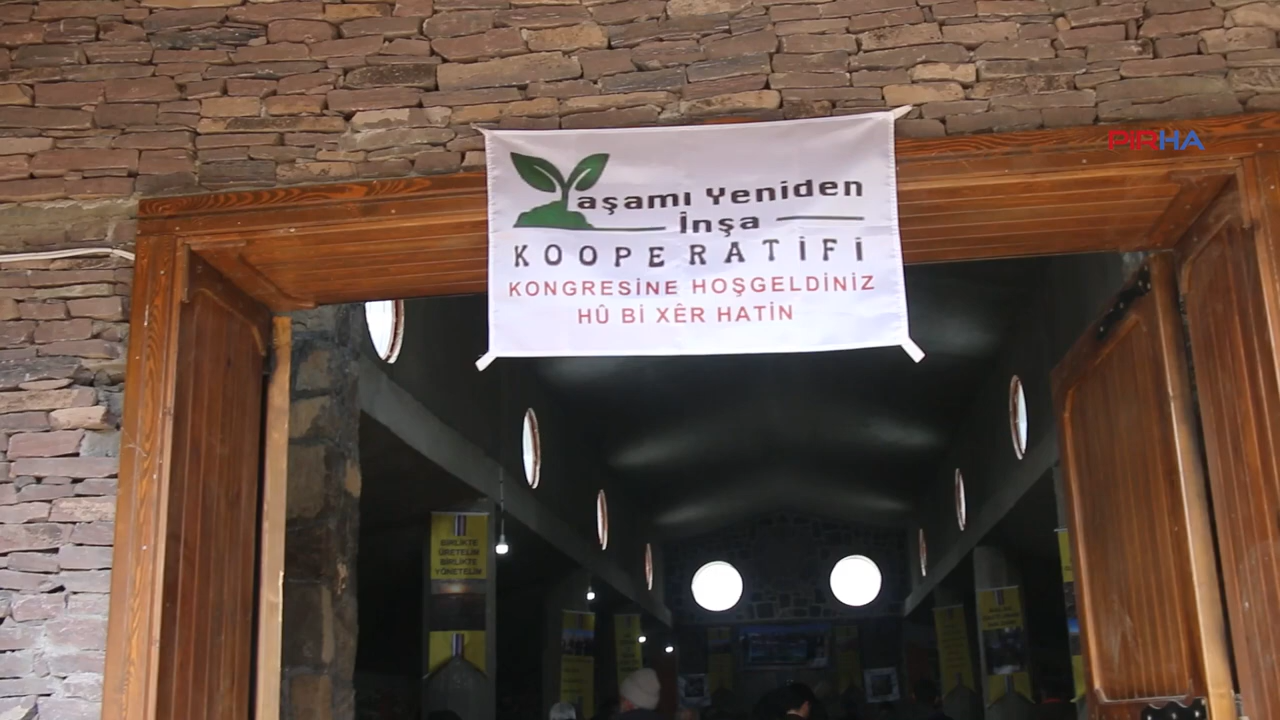 PIRHA
Yaşamı Yeniden
İnşa
KOOPERATİFİ
KONGRESİNE HOŞGELDİNİZ
HÛ BI XÊR HATIN
BİRLİKTE
ÜRETELİM
BİRLİKTE
YÖNETELİM